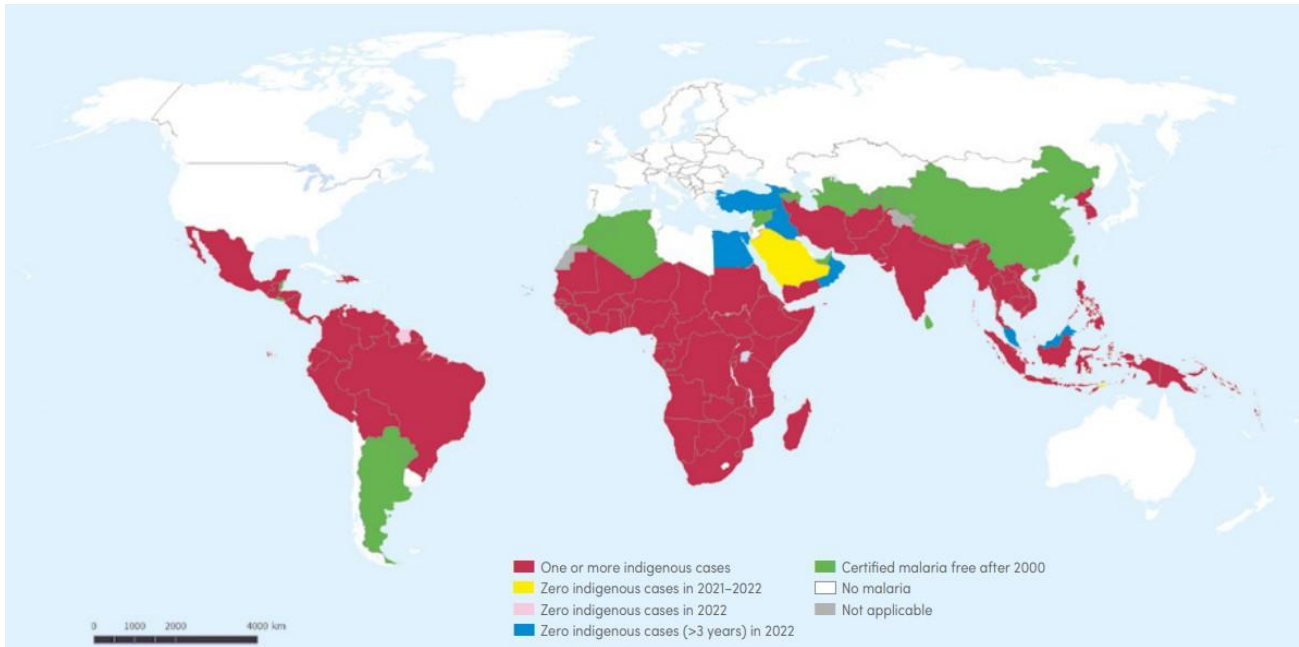 One or more indigenous cases
Zero indigenous cases in 2021–2022
Zero indigenous cases in 2022
Zero indigenous cases (>3 years) in 2022
Certified malaria free after 2000
No malaria
Not applicable
0 1000 2000 4000 km